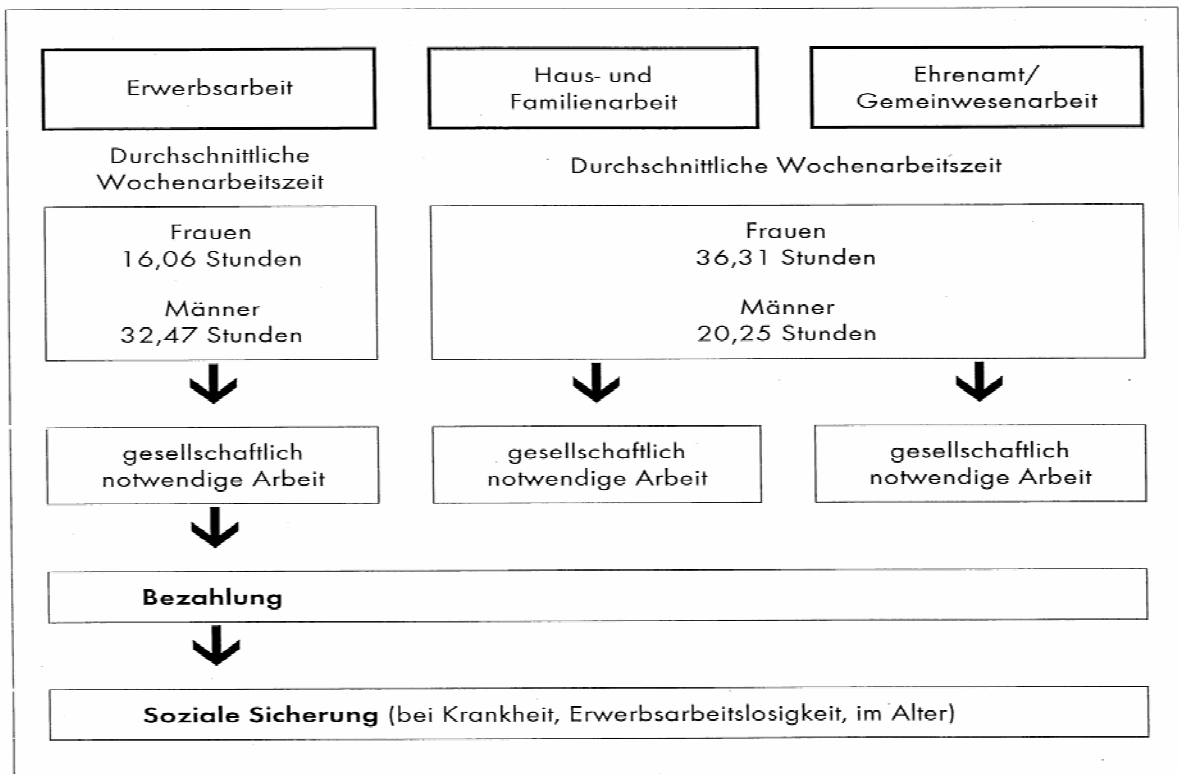 Erwerbsarbeit
Haus- und
Familienarbeit
Ehrenamt/
Gemeinwesenarbeit
Durchschnittliche
Wochenarbeitszeit
Durchschnittliche Wochenarbeitszeit
Frauen
16,06 Stunden
Männer
32,47 Stunden
Frauen
36,31 Stunden
Männer
20,25 Stunden
gesellschaftlich
notwendige Arbeit
gesellschaftlich
notwendige Arbeit
gesellschaftlich
notwendige Arbeit
Bezahlung
Soziale Sicherung (bei Krankheit, Erwerbsarbeitslosigkeit, im Alter)